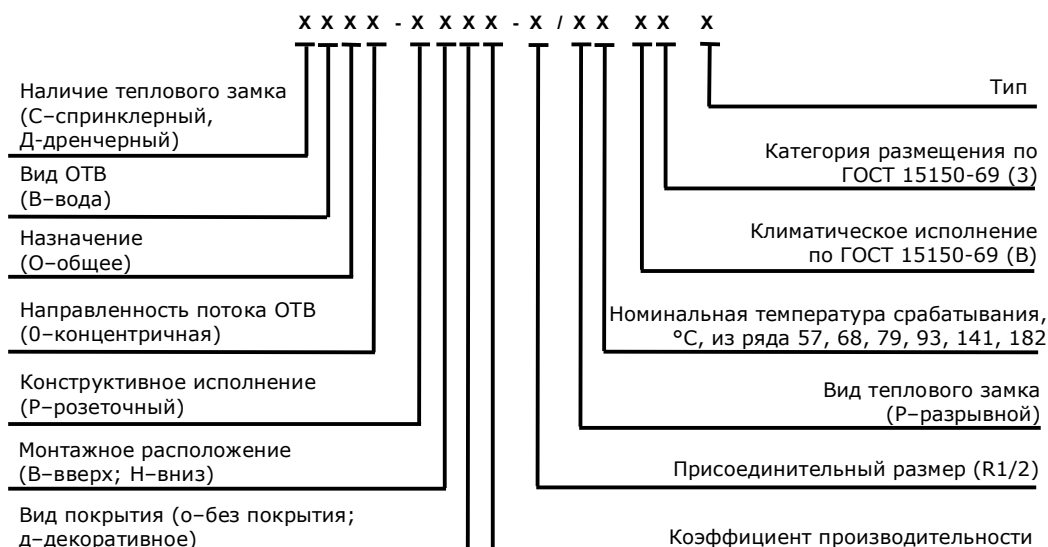 X X X X - X X X X - X / X X X X X
Наличие теплового замка
(С–спринклерный,
Д-дренчерный)
Вид ОТВ
(В–вода)
Назначение
(О–общее)
Направленность потока ОТВ
(0–концентричная)
Конструктивное исполнение
(Р–розеточный)
Монтажное расположение
(В–вверх; Н–вниз)
Вид покрытия (о–без покрытия;
д–декоративное)
Тип
Категория размещения по
ГОСТ 15150-69 (3)
Климатическое исполнение
по ГОСТ 15150-69 (В)
Номинальная температура срабатывания,
°С, из ряда 57, 68, 79, 93, 141, 182
Вид теплового замка
(Р–разрывной)
Присоединительный размер (R1/2)
Коэффициент производительности